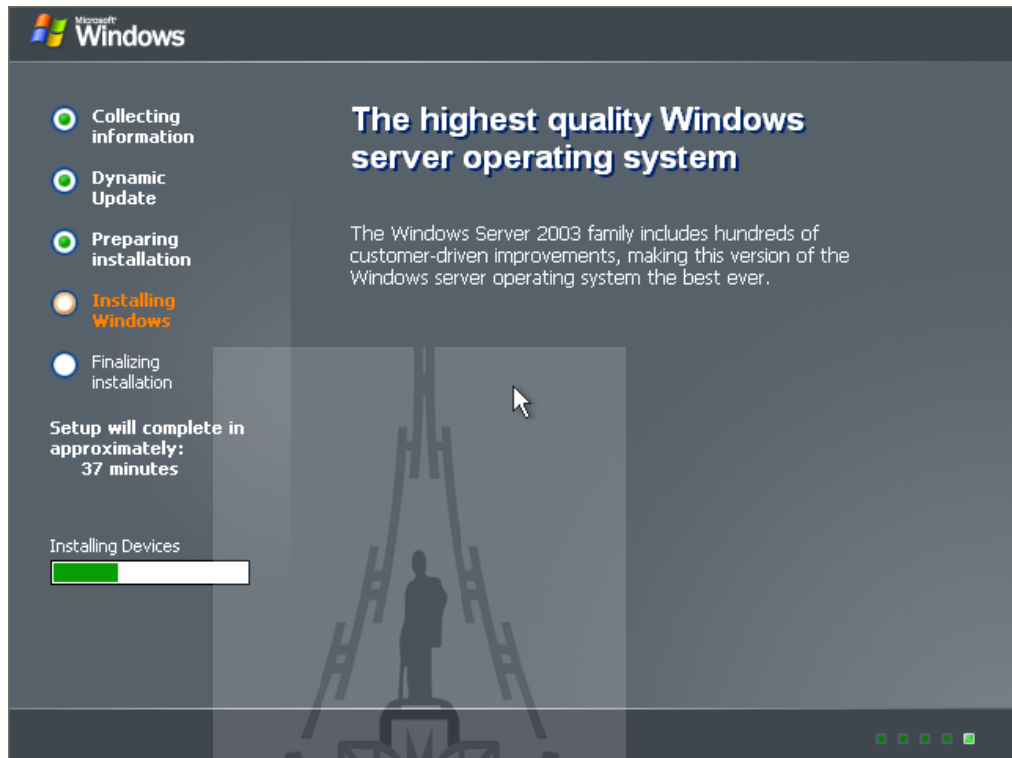 Microsoft
Windows
Collecting
information
Dynamic
Update
Preparing
installation
Installing
Windows
Finalizing
installation
Setup will complete in
approximately:
37 minutes
Installing Devices
The highest quality Windows
server operating system
The Windows Server 2003 family includes hundreds of
customer-driven improvements, making this version of the
Windows server operating system the best ever.